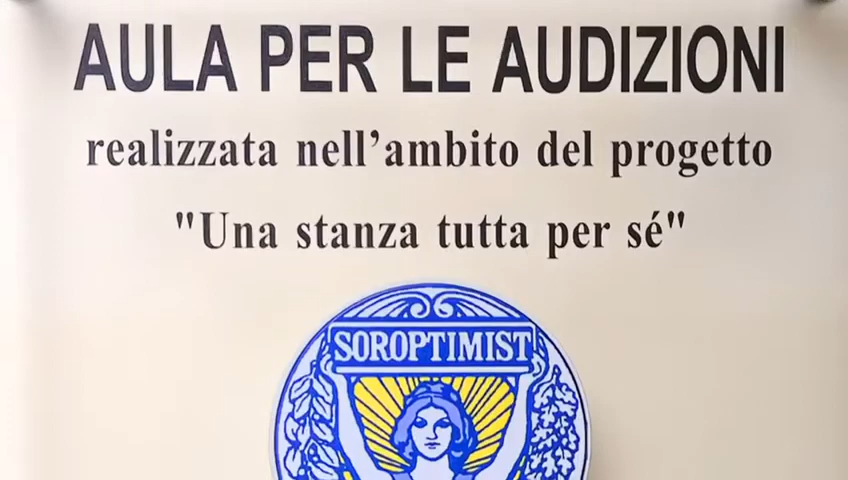 AULA PER LE AUDIZIONI
realizzata nell'ambito del progetto
"Una stanza tutta per sé"
SOROPTIMIST